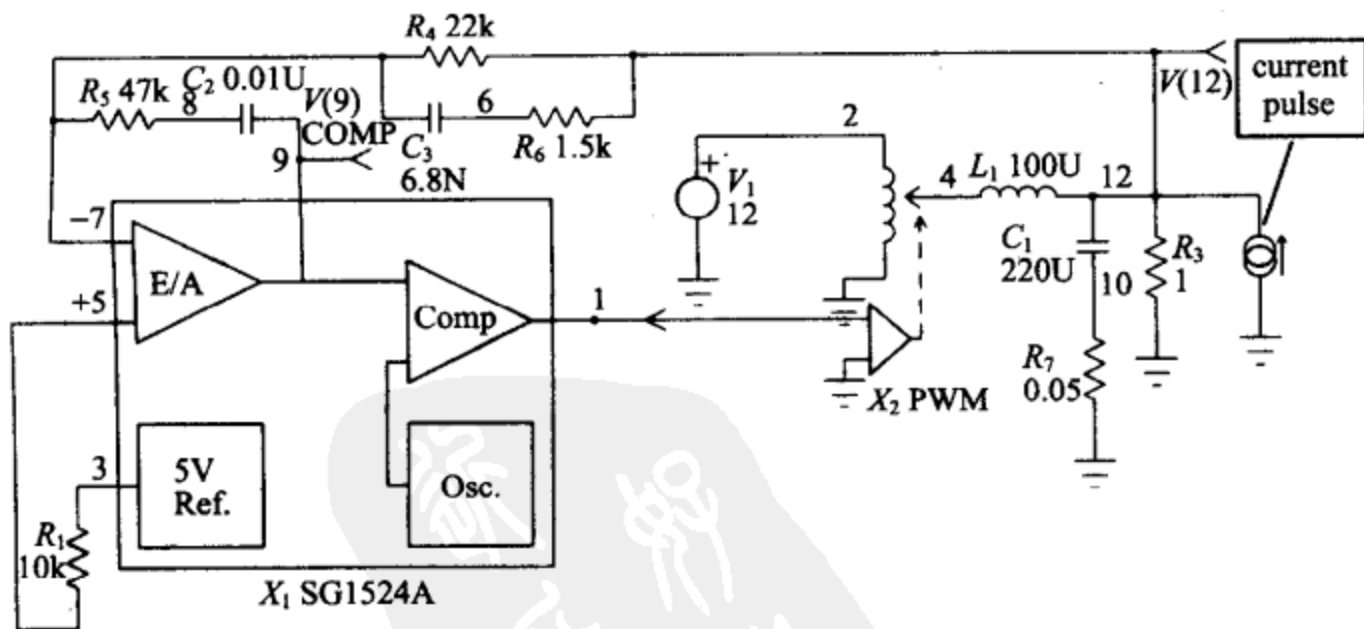 R4 22k
R5 47k
8
C2 0.01U
V(9)
COMP
9
C3
6.8N
6
R6 1.5k
V(12)
current
pulse
2
+
V1
12
4
L1 100U
12
C1
220U
10
R3
1
R7
0.05
−7
E/A
+5
Comp
1
X2 PWM
3
5V
Ref.
Osc.
R1
10k
X1 SG1524A